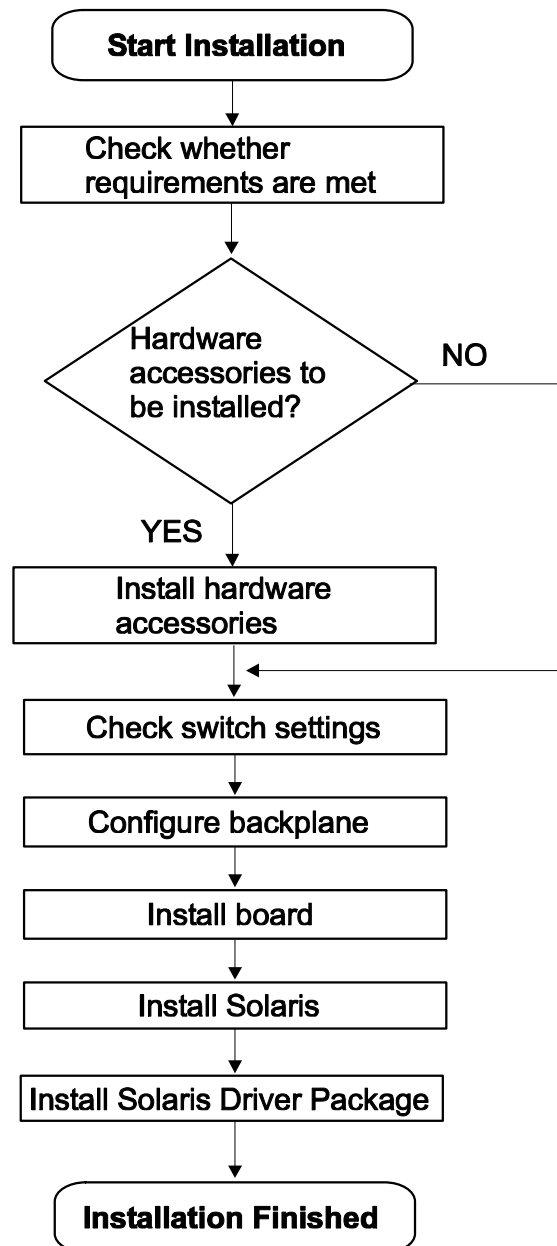 Start Installation
Check whether
requirements are met
Hardware
accessories to
be installed?
NO
YES
Install hardware
accessories
Check switch settings
Configure backplane
Install board
Install Solaris
Install Solaris Driver Package
Installation Finished